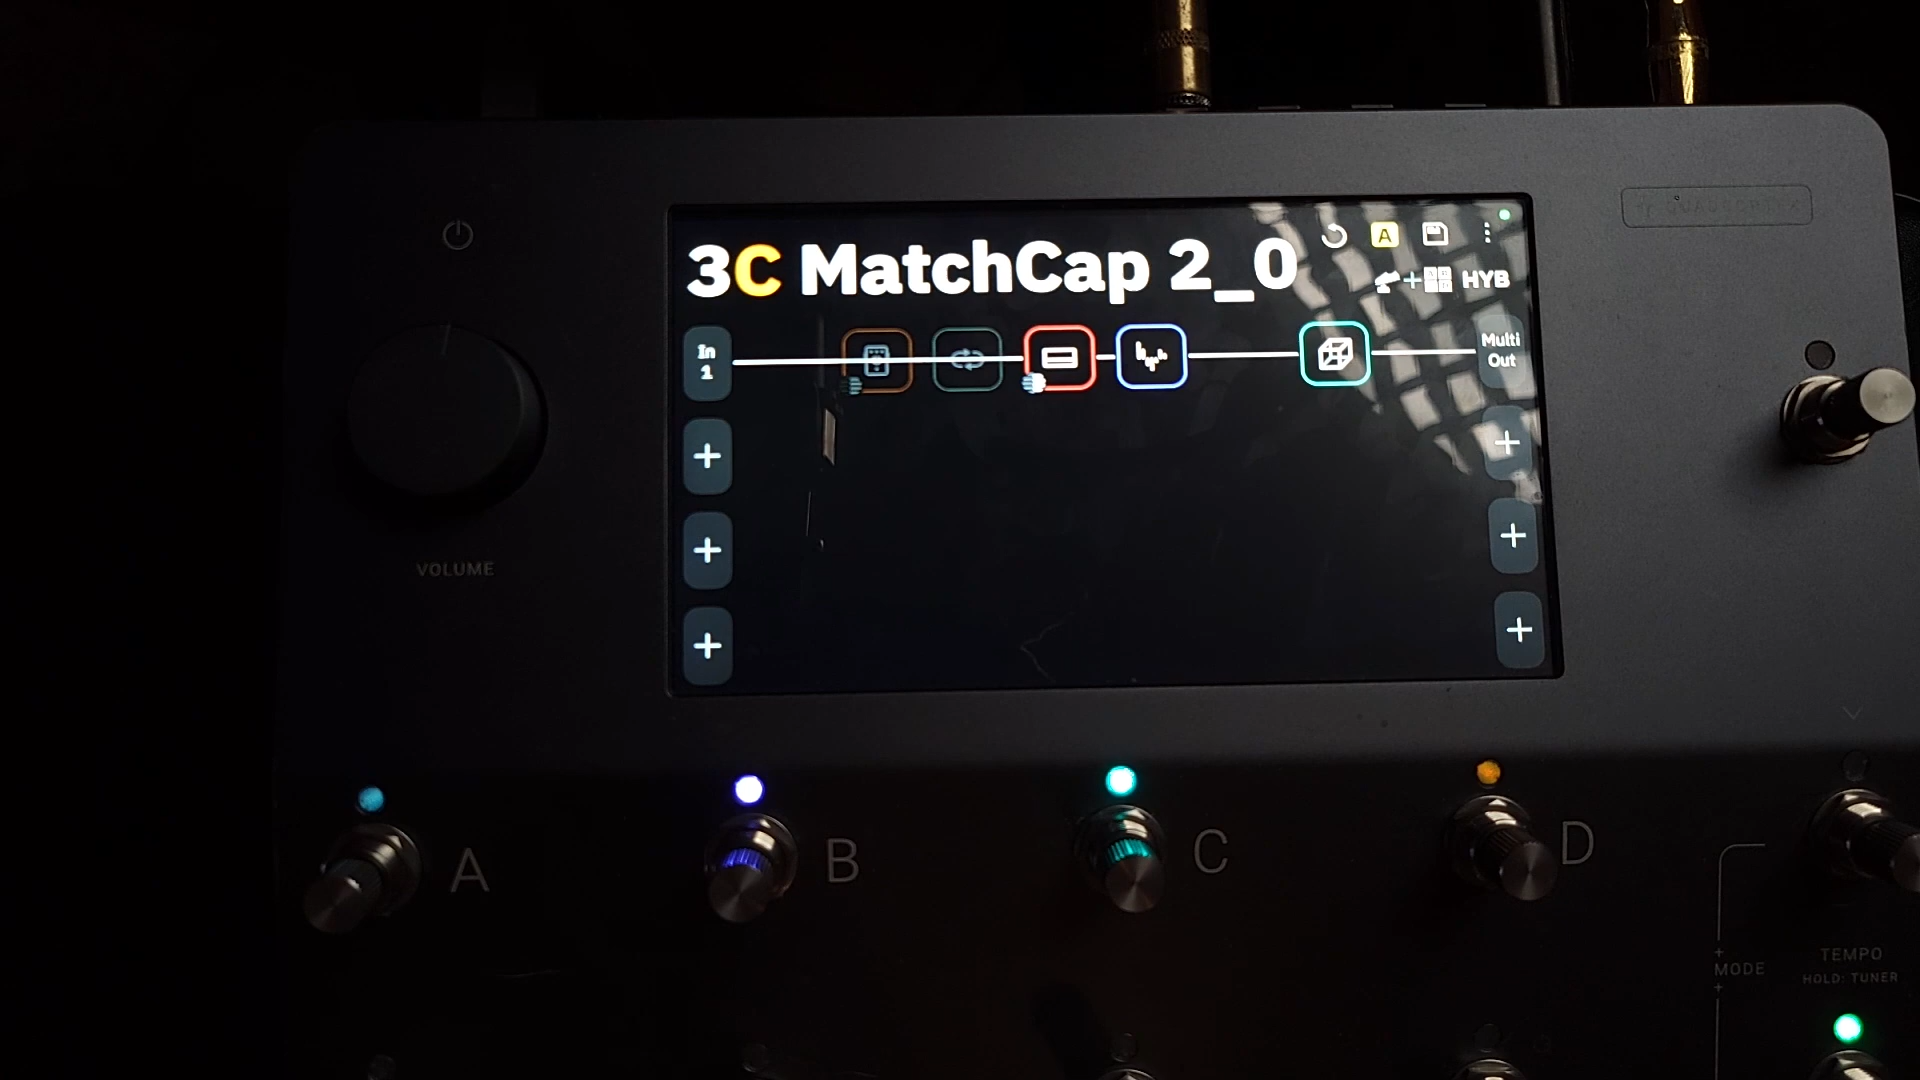 3C MatchCap 2_0
A
HYB
In
1
Multi
Out
VOLUME
A
B
C
D
MODE
TEMPO
HOLD: TUNER